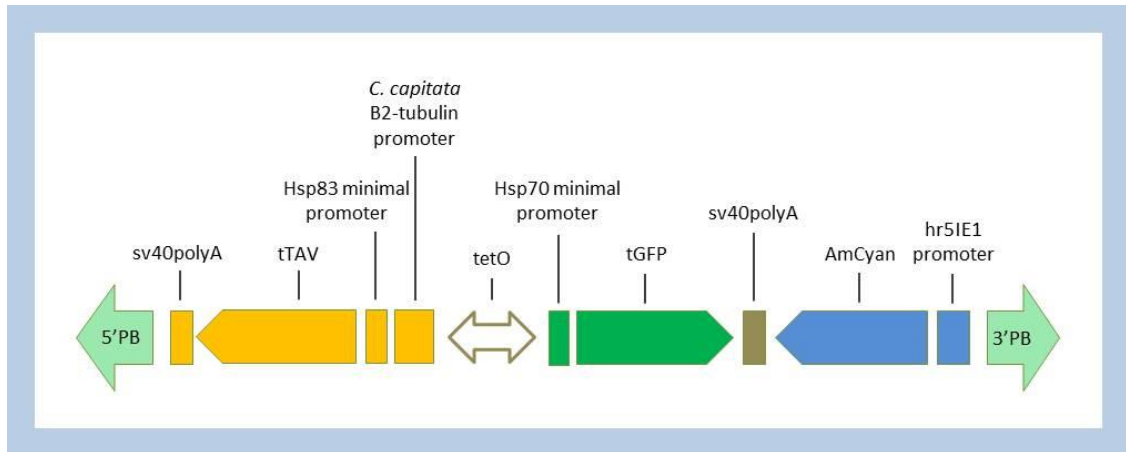 C. capitata
B2-tubulin
promoter
Hsp83 minimal
promoter
Hsp70 minimal
promoter
sv40polyA
hr5IE1
promoter
sv40polyA
tTAV
tetO
tGFP
AmCyan
5'PB
3'PB